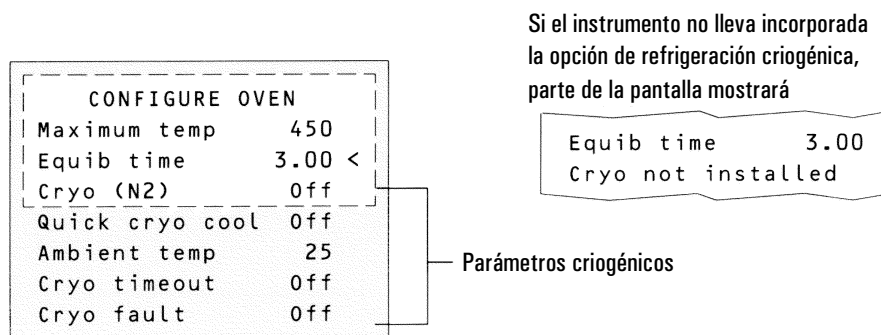 Si el instrumento no lleva incorporada
la opción de refrigeración criogénica,
parte de la pantalla mostrará
CONFIGURE OVEN
Maximum temp 450
Equib time 3.00 <
Cryo (N2) Off
Quick cryo cool Off
Ambient temp 25
Cryo timeout Off
Cryo fault Off
Equib time 3.00
Cryo not installed
Parámetros criogénicos